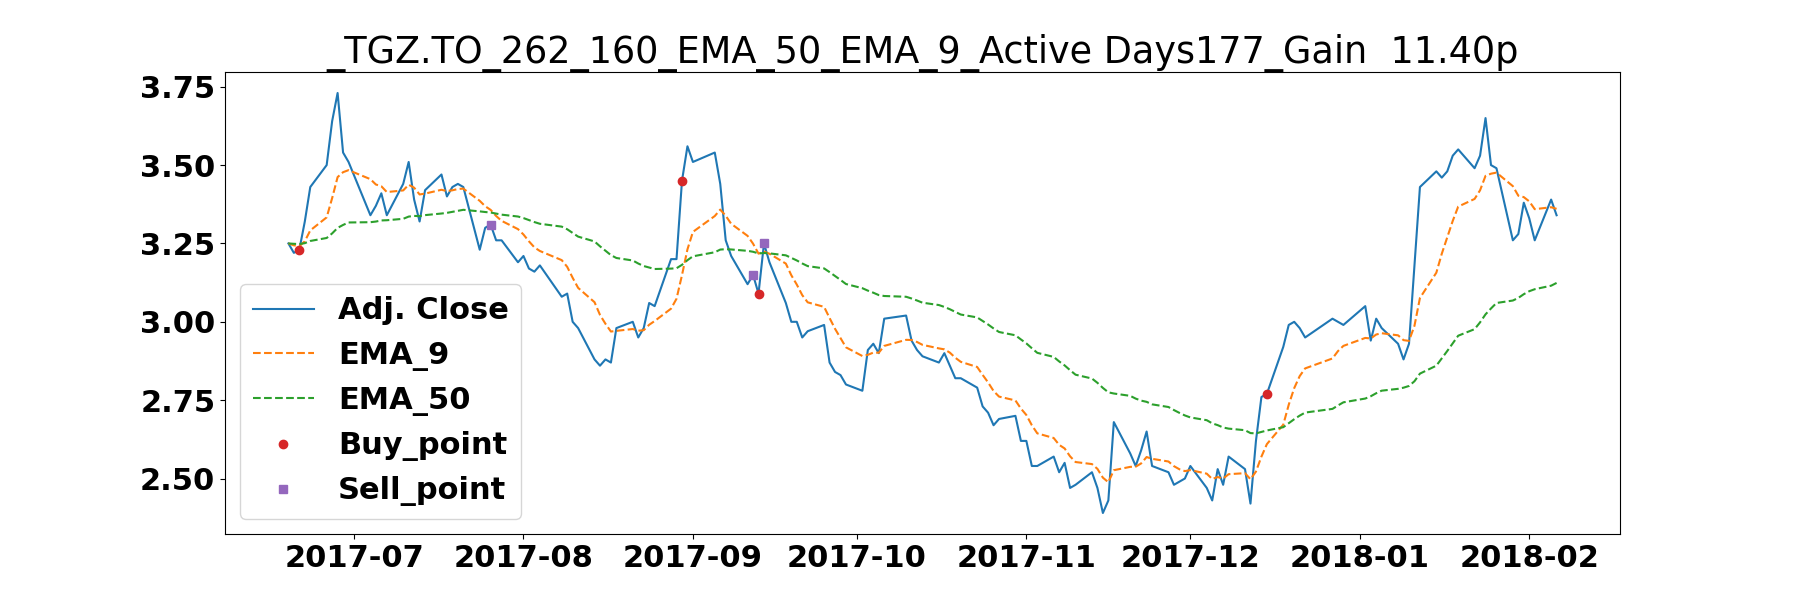 _TGZ.TO_262_160_EMA_50_EMA_9_Active Days177_Gain  11.40p
3.75
3.50
3.25
3.00
2.75
2.50
Adj. Close
EMA_9
EMA_50
Buy_point
Sell_point
2017-07 2017-08 2017-09 2017-10 2017-11 2017-12 2018-01 2018-02